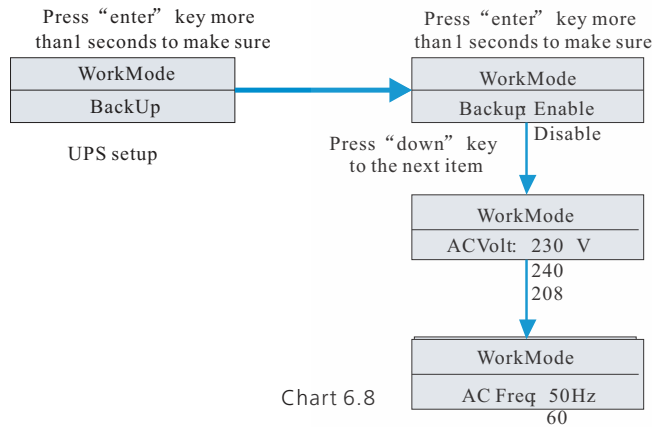 Press “enter” key more
than1 seconds to make sure
WorkMode
BackUp
UPS setup
Press “enter” key more
than1 seconds to make sure
WorkMode
Backup: Enable
Disable
Press “down” key
to the next item
WorkMode
ACVolt: 230 V
240
208
WorkMode
AC Freq: 50Hz
60
Chart 6.8